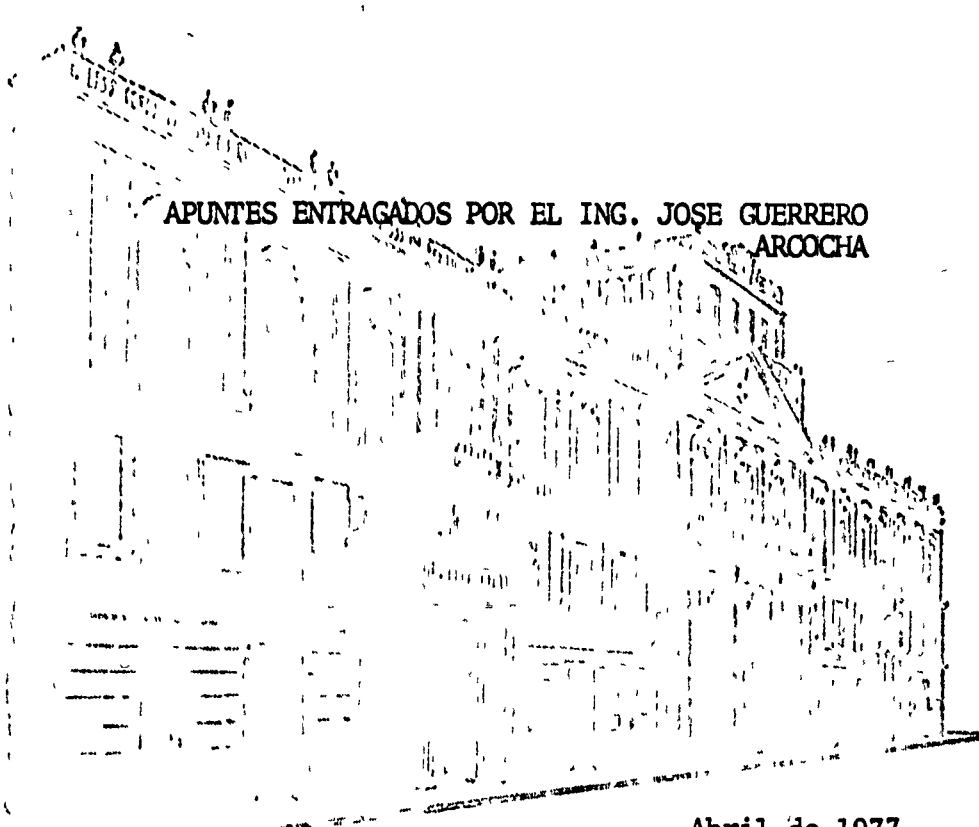 APUNTES ENTRAGADOS POR EL ING. JOSE GUERRERO
ARCOCHA
Abril de 1977